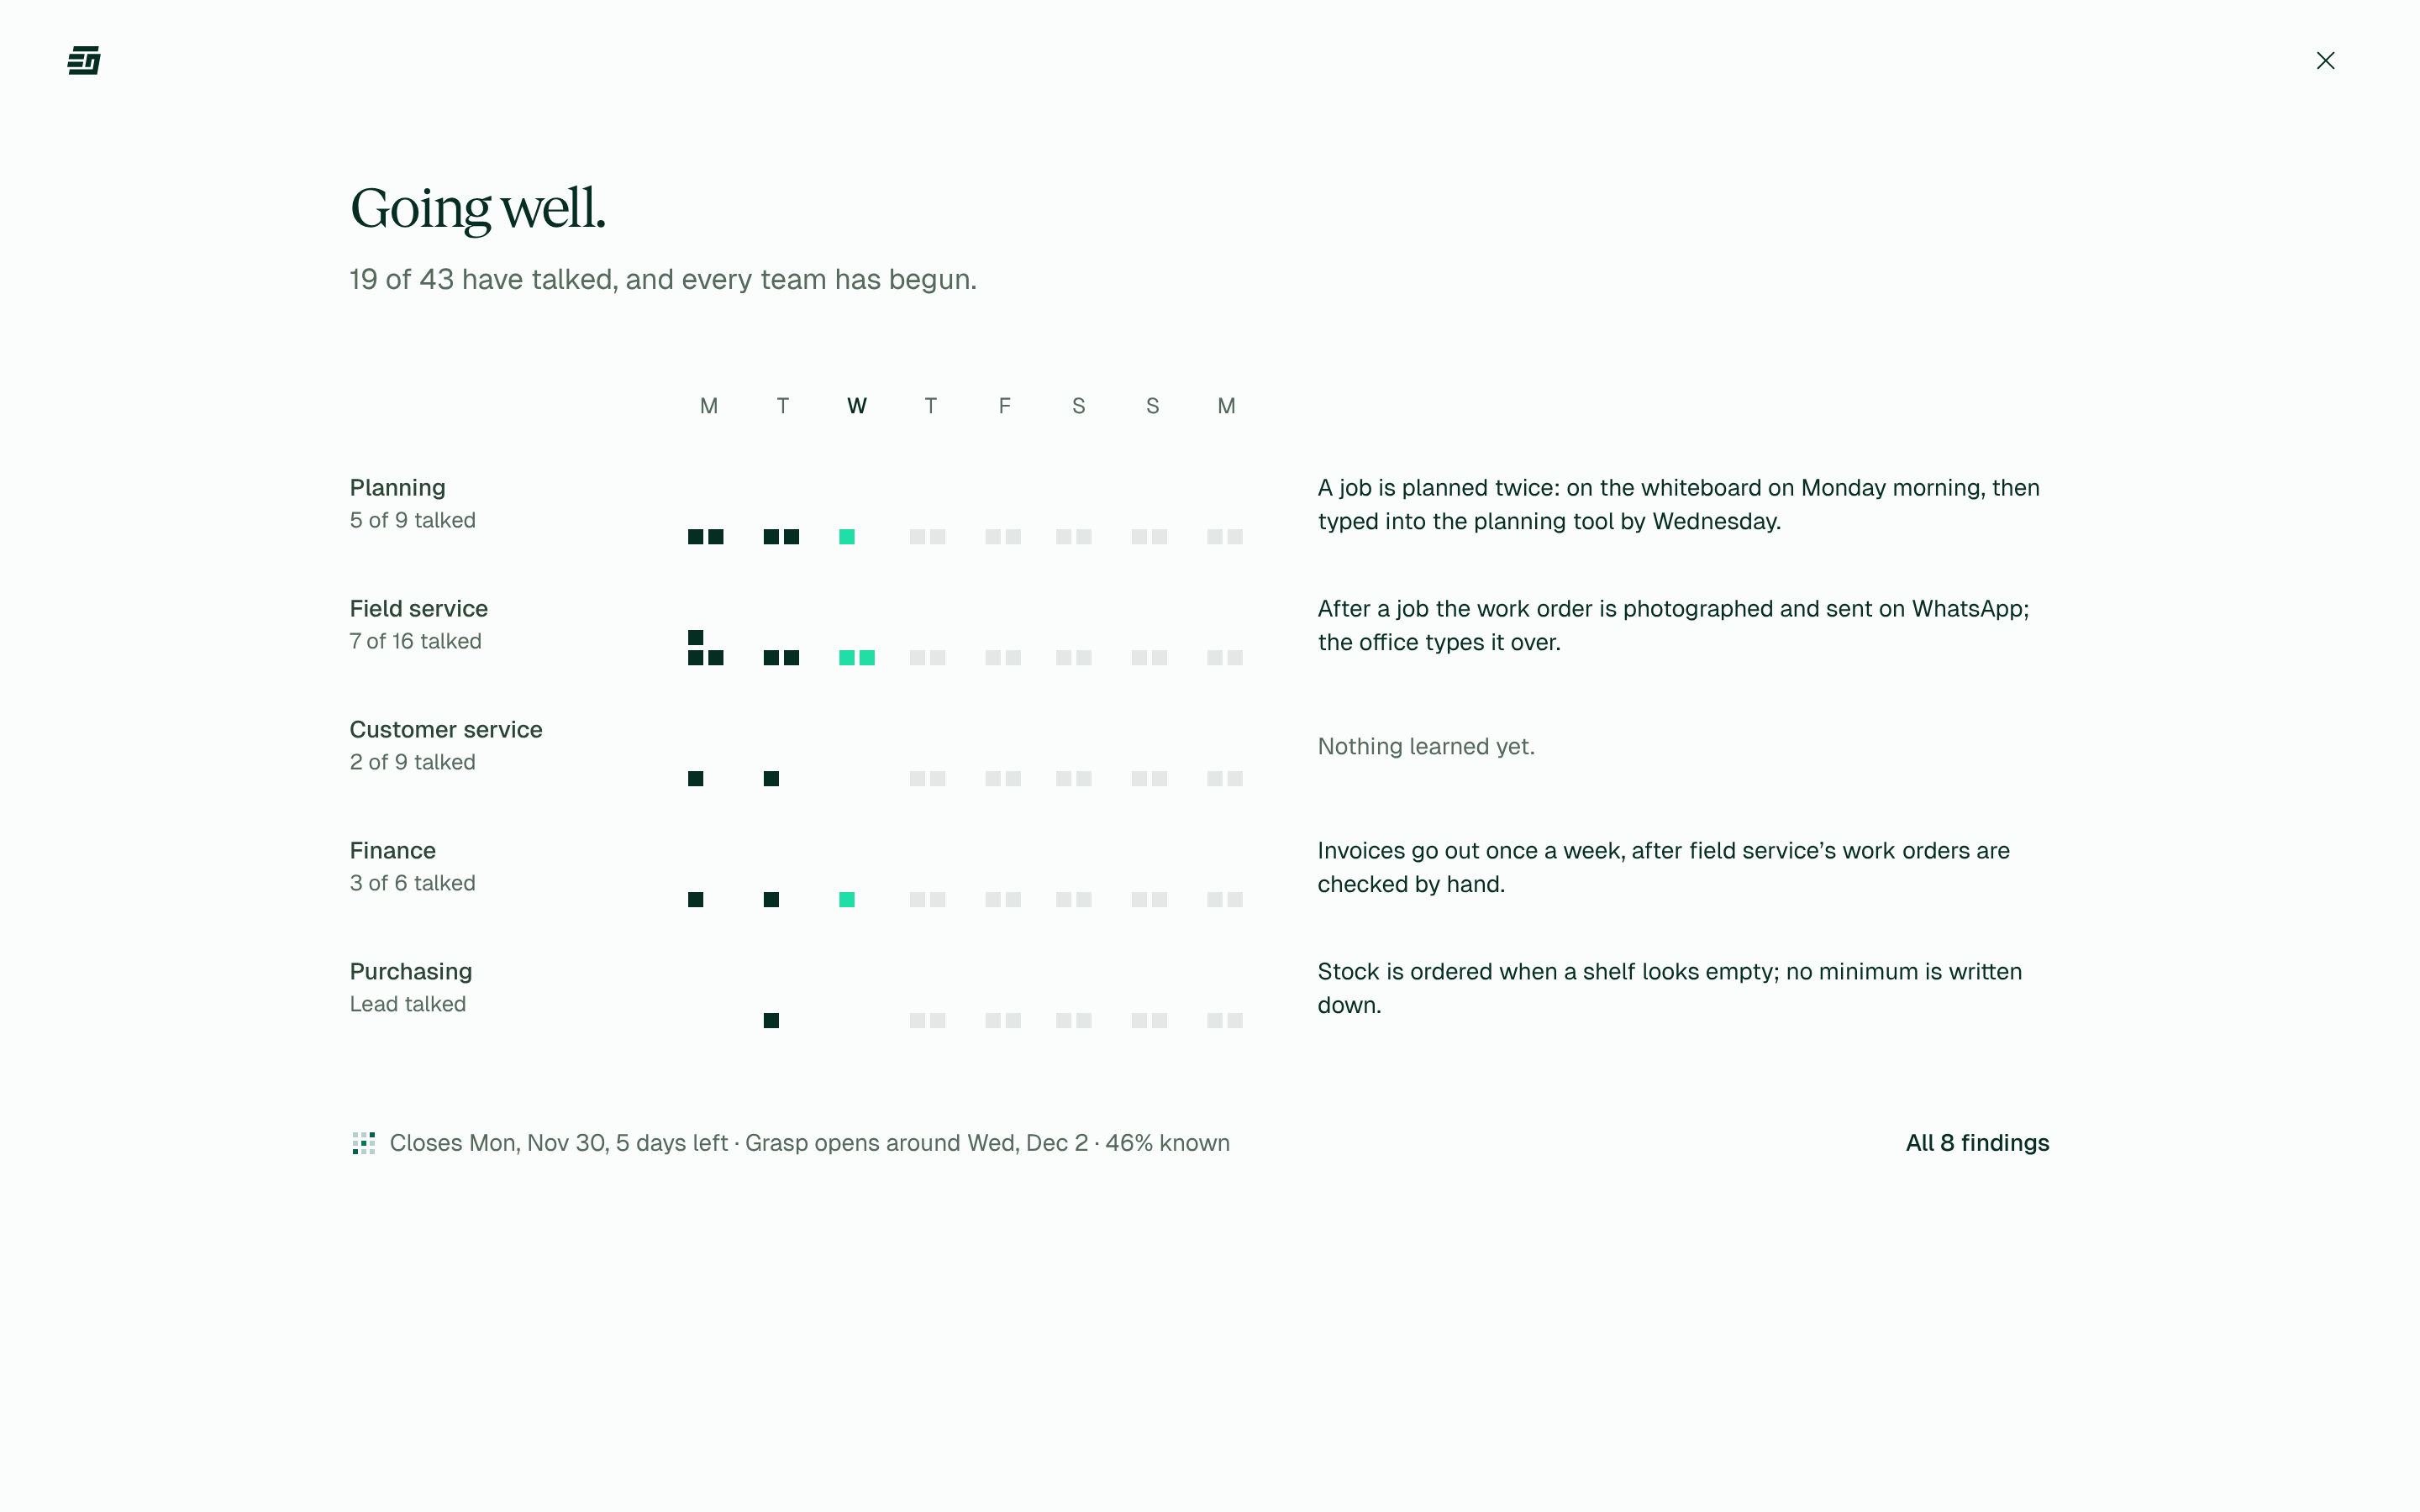 Going well.
19 of 43 have talked, and every team has begun.
M T W T F S S M
Planning
5 of 9 talked
A job is planned twice: on the whiteboard on Monday morning, then
typed into the planning tool by Wednesday.
Field service
7 of 16 talked
After a job the work order is photographed and sent on WhatsApp;
the office types it over.
Customer service
2 of 9 talked
Nothing learned yet.
Finance
3 of 6 talked
Invoices go out once a week, after field service’s work orders are
checked by hand.
Purchasing
Lead talked
Stock is ordered when a shelf looks empty; no minimum is written
down.
Closes Mon, Nov 30, 5 days left · Grasp opens around Wed, Dec 2 · 46% known
All 8 findings